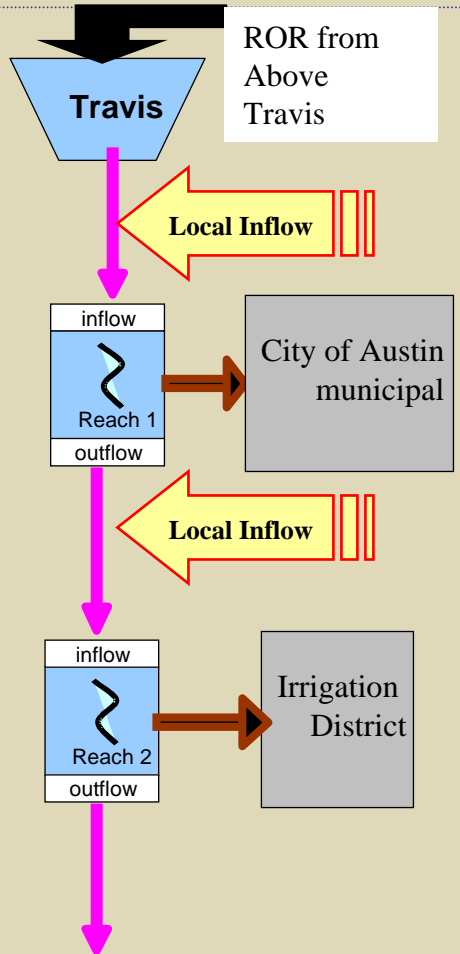 ROR from
Above
Travis
Travis
Local Inflow
inflow
Reach 1
outflow
City of Austin
municipal
Local Inflow
inflow
Reach 2
outflow
Irrigation
District